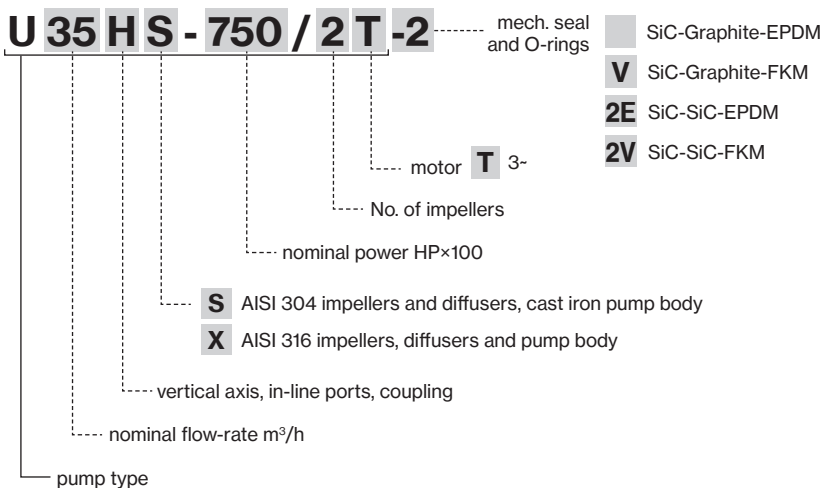 U 35 H S - 750 / 2 T -2
mech. seal
and O-rings
SiC-Graphite-EPDM
V SiC-Graphite-FKM
2E SiC-SiC-EPDM
2V SiC-SiC-FKM
motor T 3~
No. of impellers
nominal power HP×100
S AISI 304 impellers and diffusers, cast iron pump body
X AISI 316 impellers, diffusers and pump body
vertical axis, in-line ports, coupling
nominal flow-rate m³/h
pump type